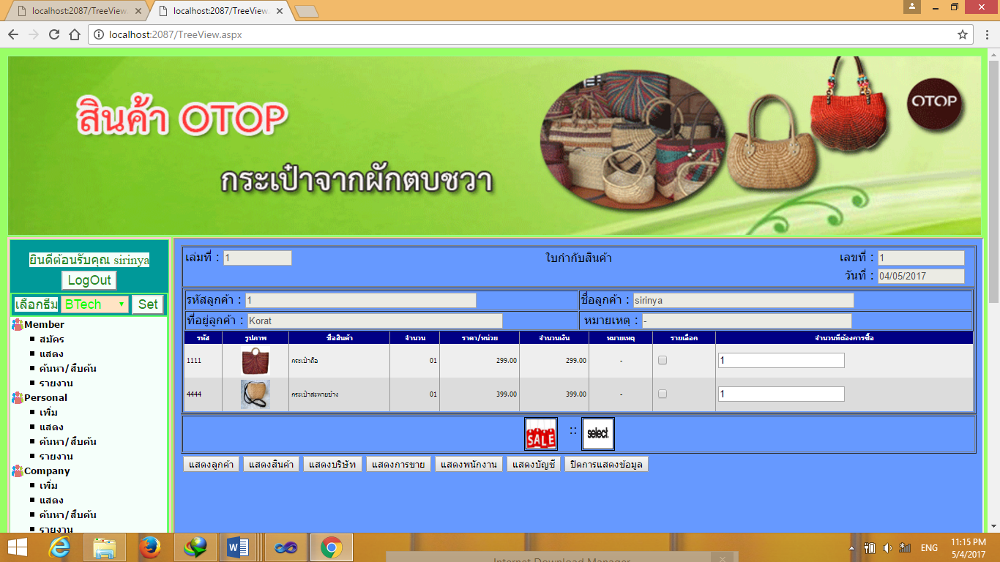 localhost:2087/TreeView.
localhost:2087/TreeView.
localhost:2087/TreeView.aspx
สินค้า OTOP
OTOP
กระเป๋าจากผักตบชวา
ยินดีต้อนรับคุณ sirinya
LogOut
เลือกธีม BTech Set
Member
สมัคร
แสดง
ค้นหา/สืบค้น
รายงาน
Personal
เพิ่ม
แสดง
ค้นหา/สืบค้น
รายงาน
Company
เพิ่ม
แสดง
ค้นหา/สืบค้น
รายงาน
เล่มที่ : 1 ใบกำกับสินค้า เลขที่ : 1
วันที่ : 04/05/2017
รหัสลูกค้า : 1 ชื่อลูกค้า : sirinya
ที่อยู่ลูกค้า : Korat หมายเหตุ : -
รหัส รูปภาพ ชื่อสินค้า จำนวน ราคา/หน่วย จำนวนเงิน หมายเหตุ รายเลือก จำนวนที่ต้องการซื้อ
1111 กระเป๋าถือ 01 299.00 299.00 - 1
4444 กระเป๋าสะพายข้าง 01 399.00 399.00 - 1
SALE :: select.
แสดงลูกค้า แสดงสินค้า แสดงบริษัท แสดงการขาย แสดงพนักงาน แสดงบัญชี ปิดการแสดงข้อมูล
Internet Download Manager
ENG
11:15 PM
5/4/2017